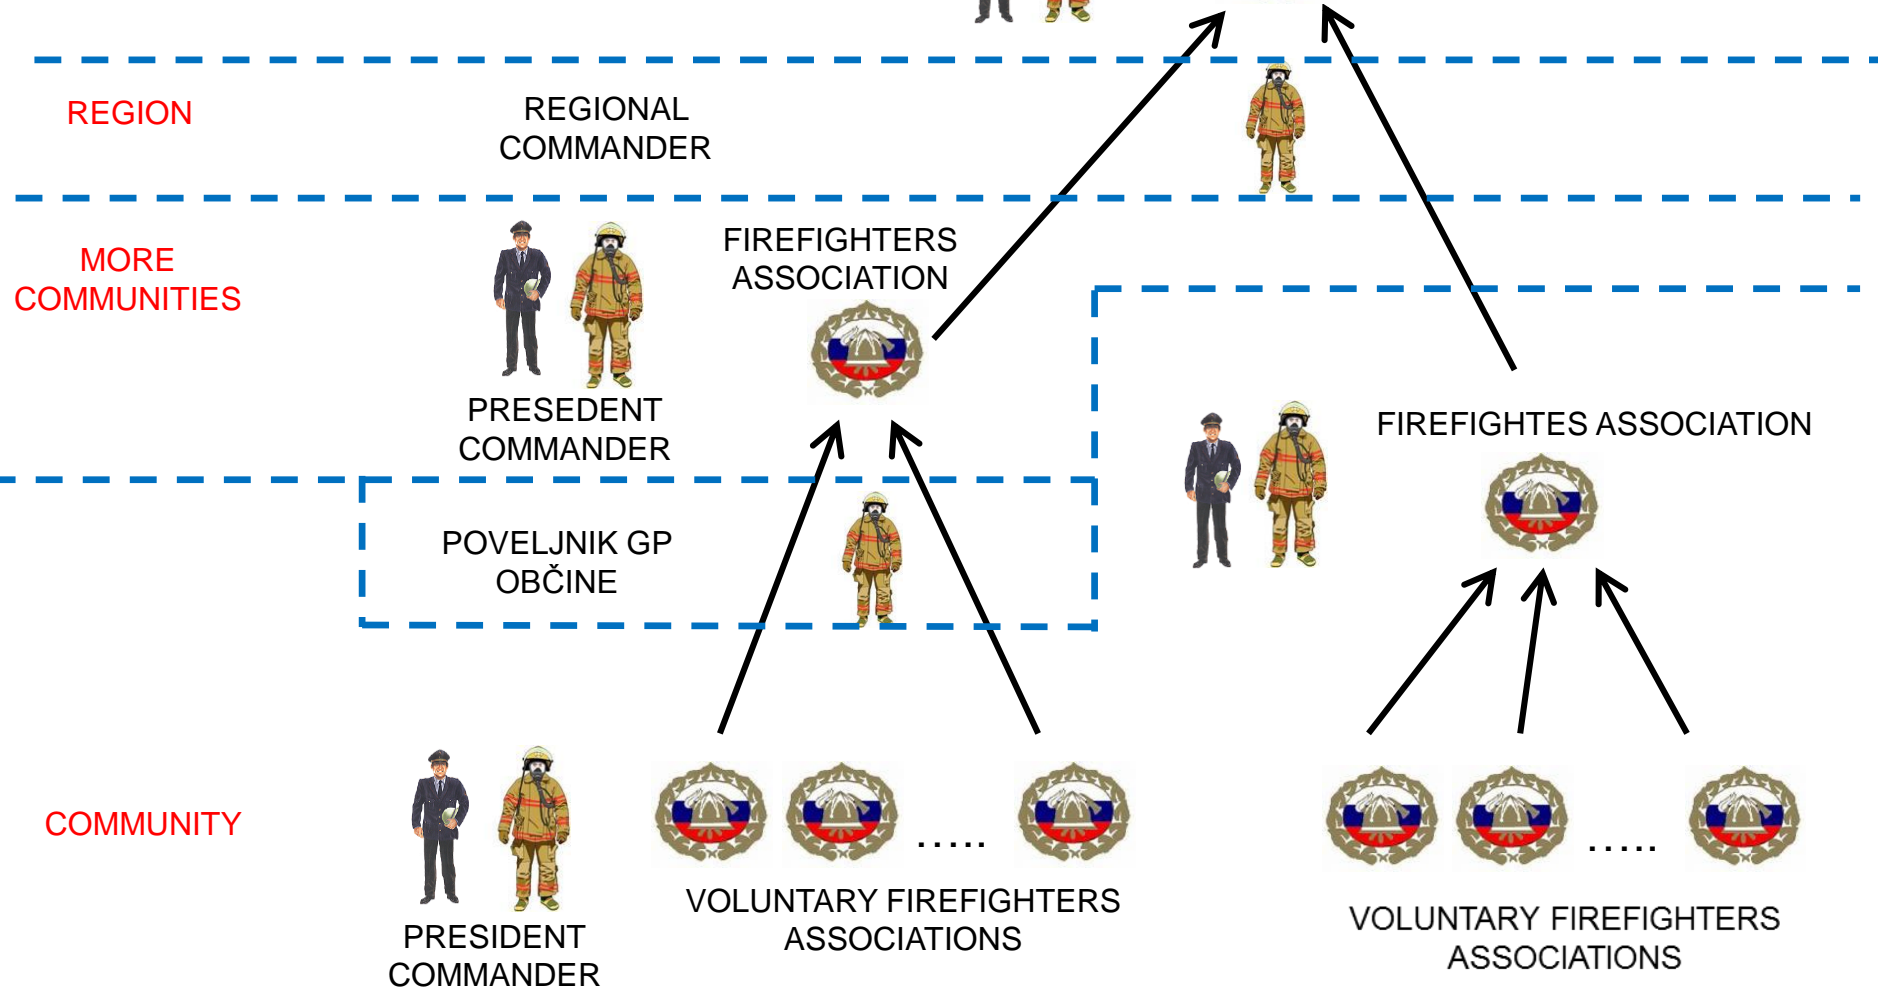 REGION
REGIONAL
COMMANDER
MORE
COMMUNITIES
FIREFIGHTERS
ASSOCIATION
PRESEDENT
COMMANDER
FIREFIGHTES ASSOCIATION
POVELJNIK GP
OBČINE
COMMUNITY
.....
.....
VOLUNTARY FIREFIGHTERS
ASSOCIATIONS
VOLUNTARY FIREFIGHTERS
ASSOCIATIONS
PRESIDENT
COMMANDER